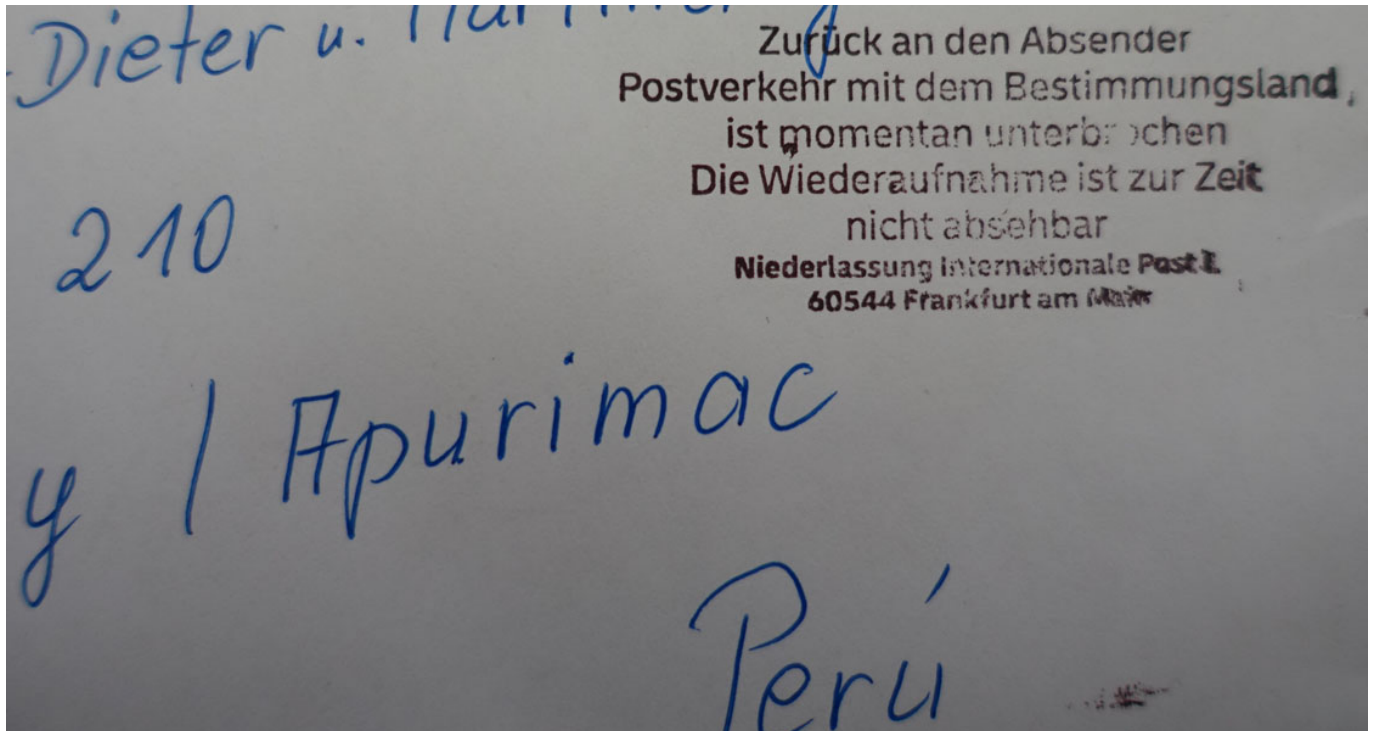 Dieter u.
Zurück an den Absender
Postverkehr mit dem Bestimmungsland,
ist momentan unterbrochen
Die Wiederaufnahme ist zur Zeit
nicht absehbar
Niederlassung Internationale Post
60544 Frankfurt am Main
210
y / Apurimac
Perú